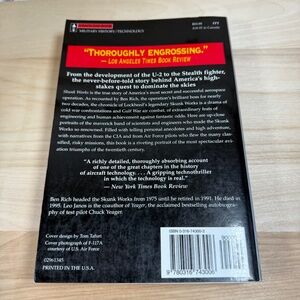 MILITARY HISTORY/TECHNOLOGY
"THOROUGHLY ENGROSSING."
— LOS ANGELES TIMES BOOK REVIEW
From the development of the U-2 to the Stealth fighter,
the never-before-told story behind America's high-
stakes quest to dominate the skies
Skunk Works is the true story of America's most secret and successful aerospace
operation. As recounted by Ben Rich, the operation's brilliant boss for nearly
two decades, the chronicle of Lockheed's legendary Skunk Works is a drama of
cold war confrontations and Gulf War air combat, of extraordinary feats of
engineering and human achievement against fantastic odds. Here are up-close
portraits of the maverick band of scientists and engineers who made the Skunk
Works so renowned. Filled with telling personal anecdotes and high adventure,
with narratives from the CIA and from Air Force pilots who flew the many clas-
sified, risky missions, this book is a riveting portrait of the most spectacular avi-
ation triumphs of the twentieth century.
"A richly detailed, thoroughly absorbing account
of one of the great chapters in the history
of aircraft technology. . . . A gripping technothriller
in which the technology is real."
— New York Times Book Review
Ben Rich headed the Skunk Works from 1975 until he retired in 1991. He died in
1995. Leo Janos is the coauthor of Yeager, the acclaimed bestselling autobiogra-
phy of test pilot Chuck Yeager.
Cover design by Tom Tafuri
Cover photograph of F-117A
courtesy of U.S. Air Force
02961345
PRINTED IN THE U.S.A.
ISBN 0-316-74300-3
9 780316 743006